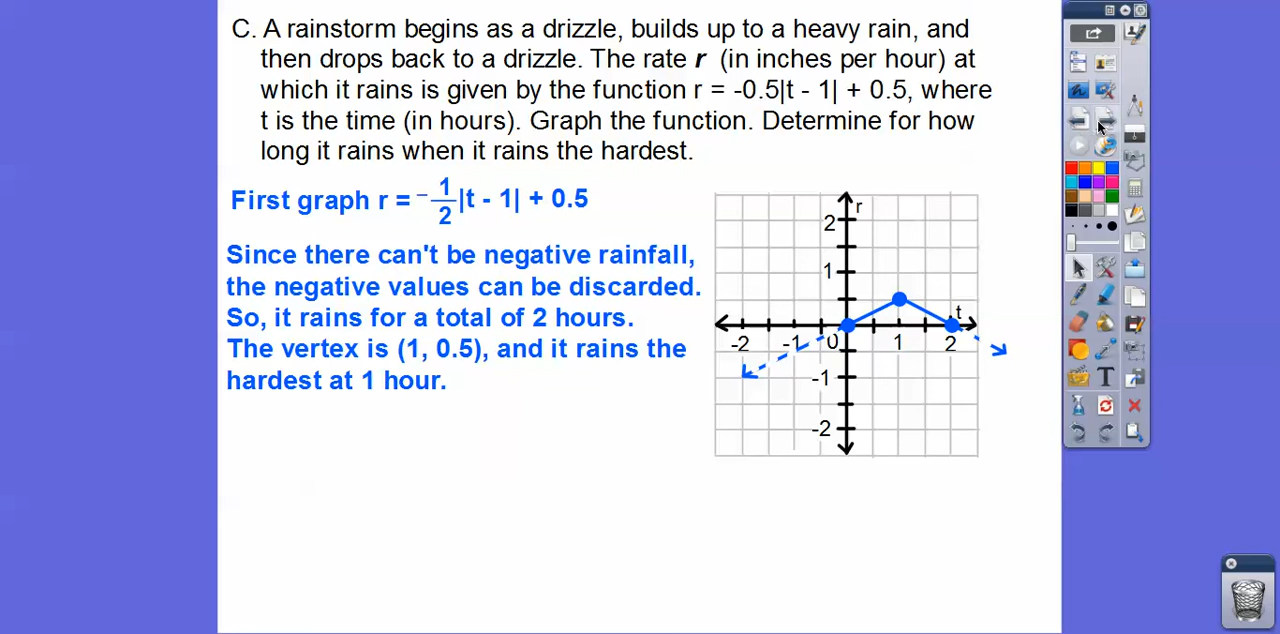 C. A rainstorm begins as a drizzle, builds up to a heavy rain, and
then drops back to a drizzle. The rate r (in inches per hour) at
which it rains is given by the function r = -0.5|t - 1| + 0.5, where
t is the time (in hours). Graph the function. Determine for how
long it rains when it rains the hardest.
First graph r = -1/2|t - 1| + 0.5
Since there can't be negative rainfall,
the negative values can be discarded.
So, it rains for a total of 2 hours.
The vertex is (1, 0.5), and it rains the
hardest at 1 hour.
r
2
1
t
-2 -1 0 1 2
-1
-2
T